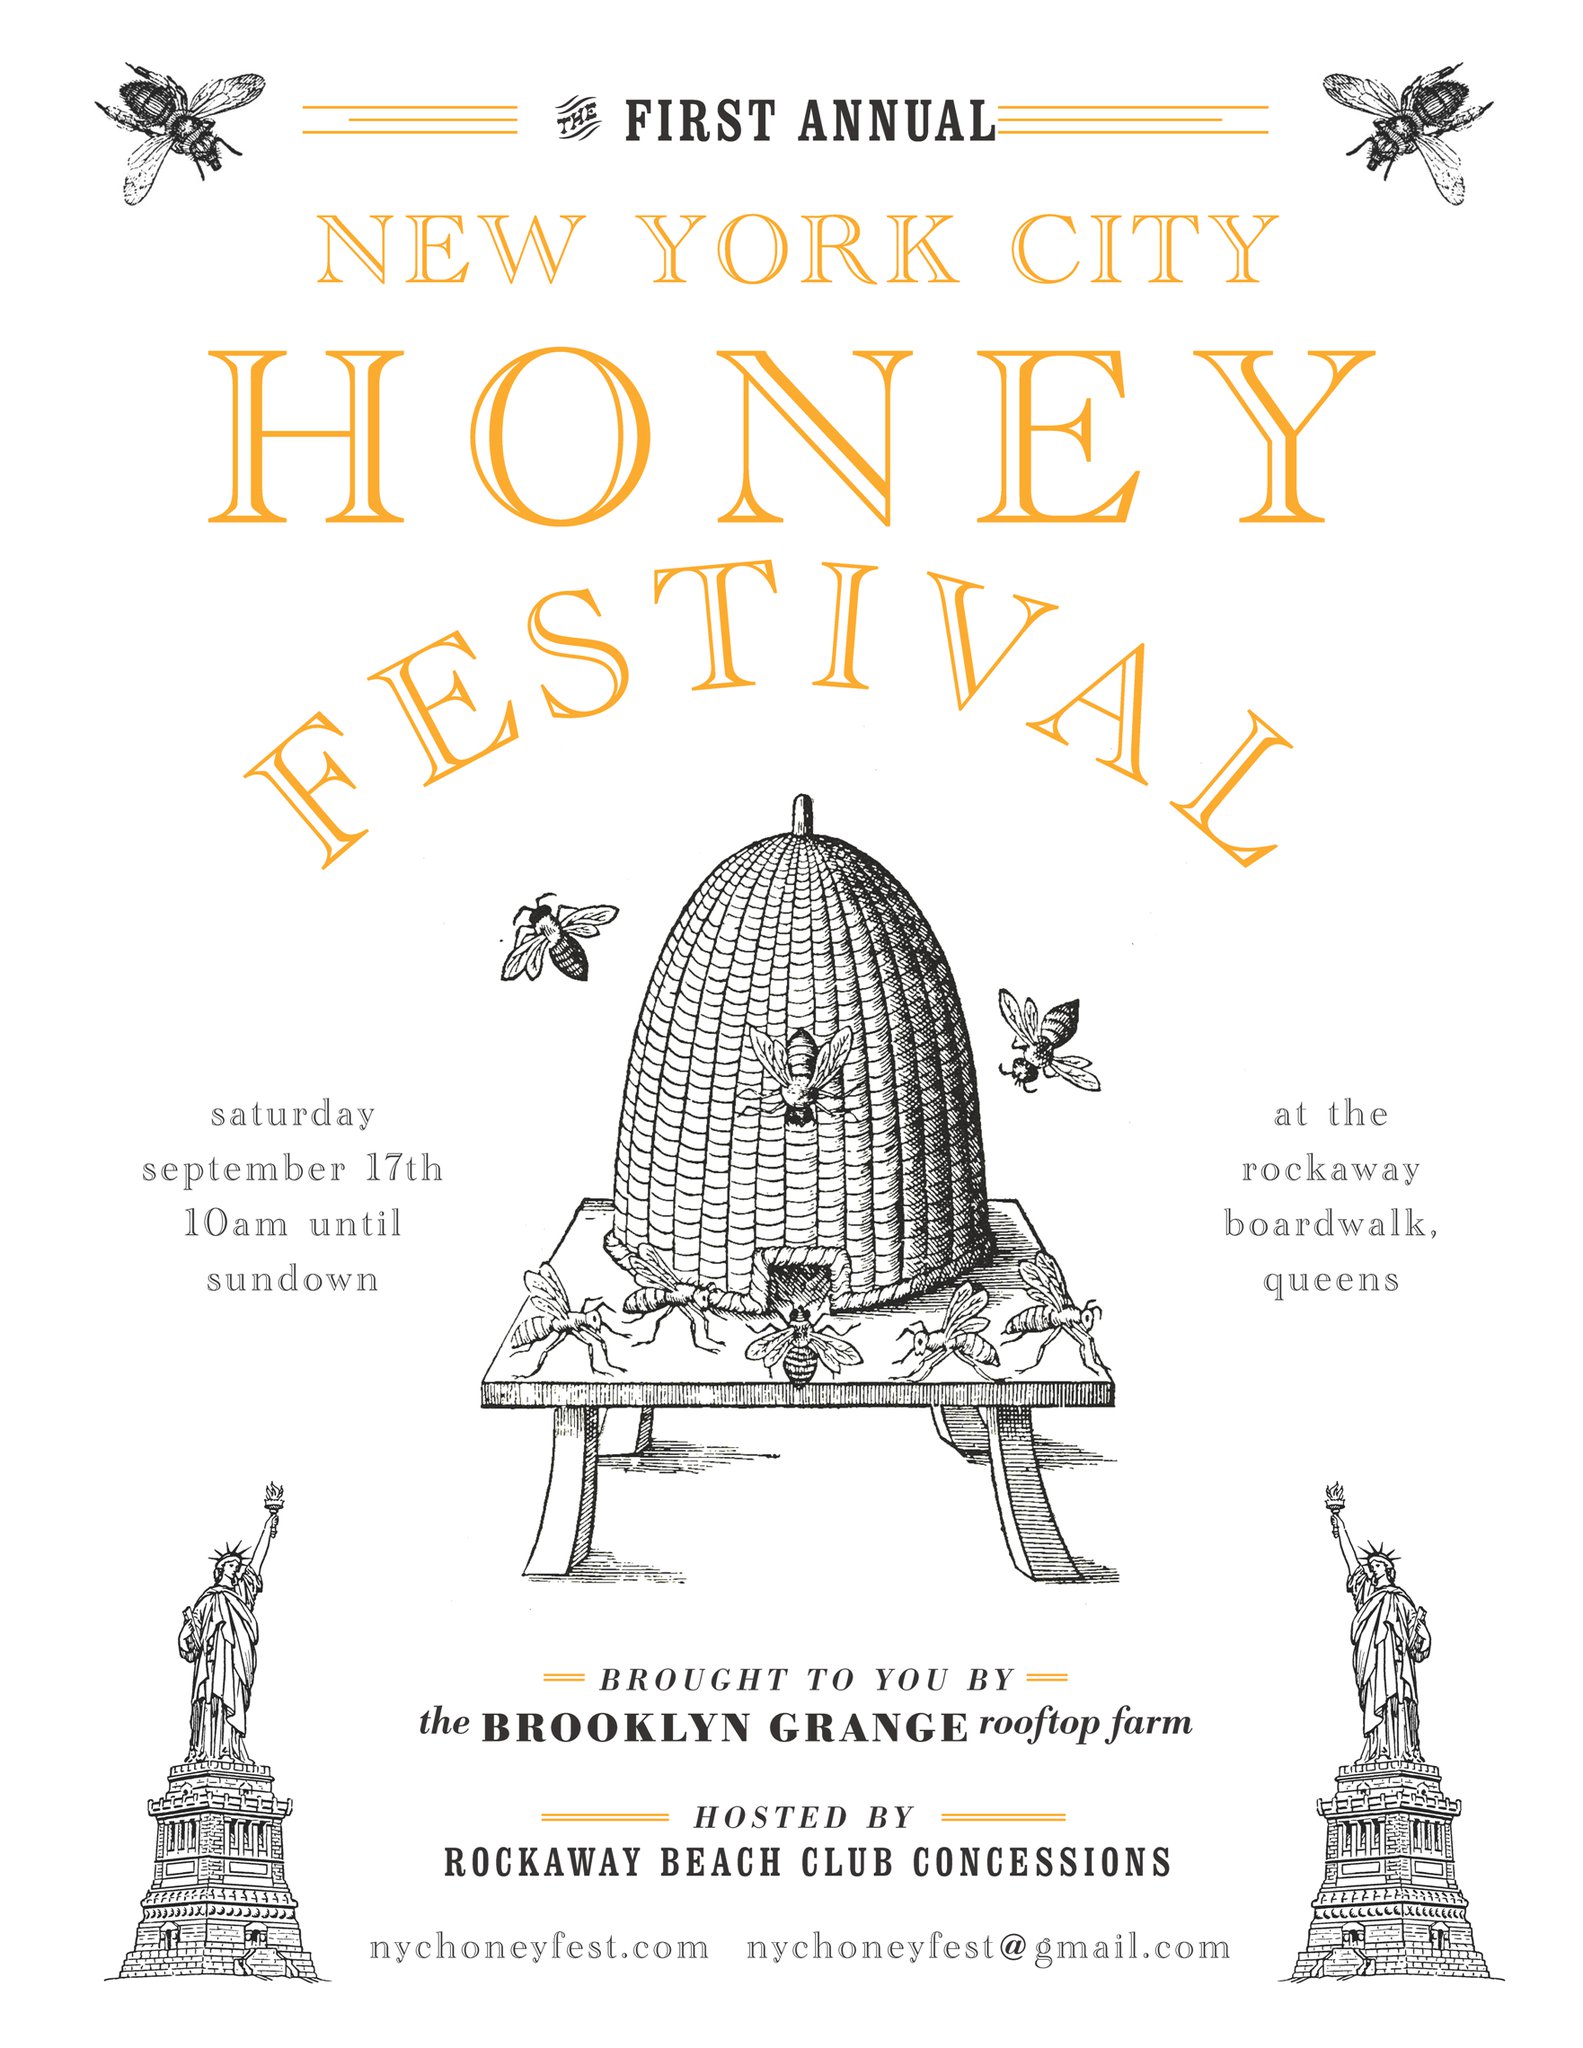 THE FIRST ANNUAL
NEW YORK CITY
HONEY
FESTIVAL
saturday
september 17th
10am until
sundown
at the
rockaway
boardwalk,
queens
BROUGHT TO YOU BY
the BROOKLYN GRANGE rooftop farm
HOSTED BY
ROCKAWAY BEACH CLUB CONCESSIONS
nychoneyfest.com nychoneyfest@gmail.com